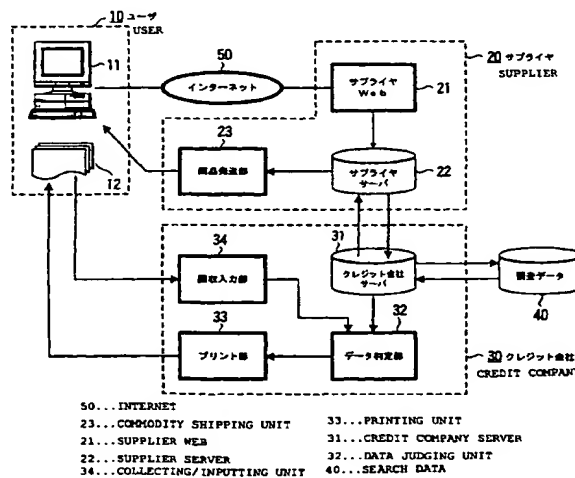 10 ユーザ
USER
11
12
50
インターネット
20 サプライヤ
SUPPLIER
サプライヤ
Web
21
23
商品発送部
サプライヤ
サーバ
22
34
回収入力部
31
クレジット会社
サーバ
調査データ
40
33
プリント部
32
データ判定部
30 クレジット会社
CREDIT COMPANY
50...INTERNET
23...COMMODITY SHIPPING UNIT
21...SUPPLIER WEB
22...SUPPLIER SERVER
34...COLLECTING/INPUTTING UNIT
33...PRINTING UNIT
31...CREDIT COMPANY SERVER
32...DATA JUDGING UNIT
40...SEARCH DATA